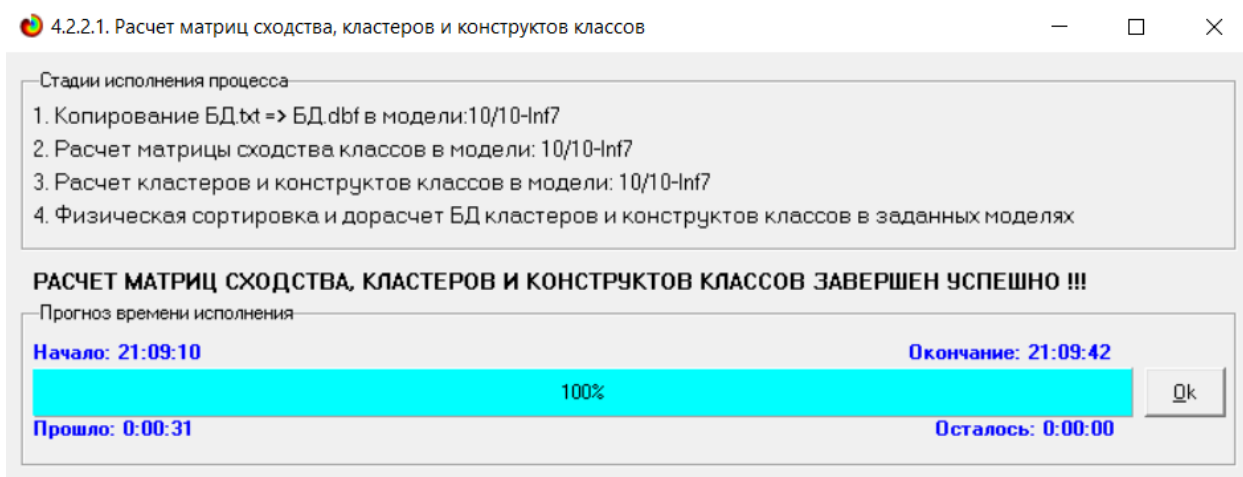 4.2.2.1. Расчет матриц сходства, кластеров и конструктов классов
Стадии исполнения процесса
1. Копирование БД.txt => БД.dbf в модели:10/10-Inf7
2. Расчет матрицы сходства классов в модели: 10/10-Inf7
3. Расчет кластеров и конструктов классов в модели: 10/10-Inf7
4. Физическая сортировка и дорасчет БД кластеров и конструктов классов в заданных моделях
РАСЧЕТ МАТРИЦ СХОДСТВА, КЛАСТЕРОВ И КОНСТРУКТОВ КЛАССОВ ЗАВЕРШЕН УСПЕШНО !!!
Прогноз времени исполнения
Начало: 21:09:10 Окончание: 21:09:42
100% Ok
Прошло: 0:00:31 Осталось: 0:00:00